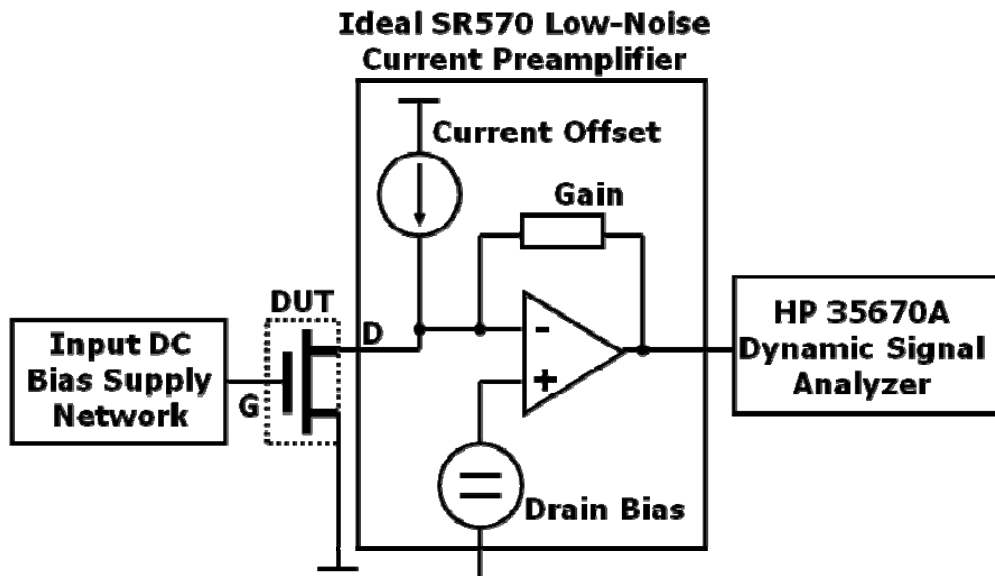 Ideal SR570 Low-Noise
Current Preamplifier
Current Offset
Gain
DUT
D
G
Input DC
Bias Supply
Network
-
+
Drain Bias
HP 35670A
Dynamic Signal
Analyzer